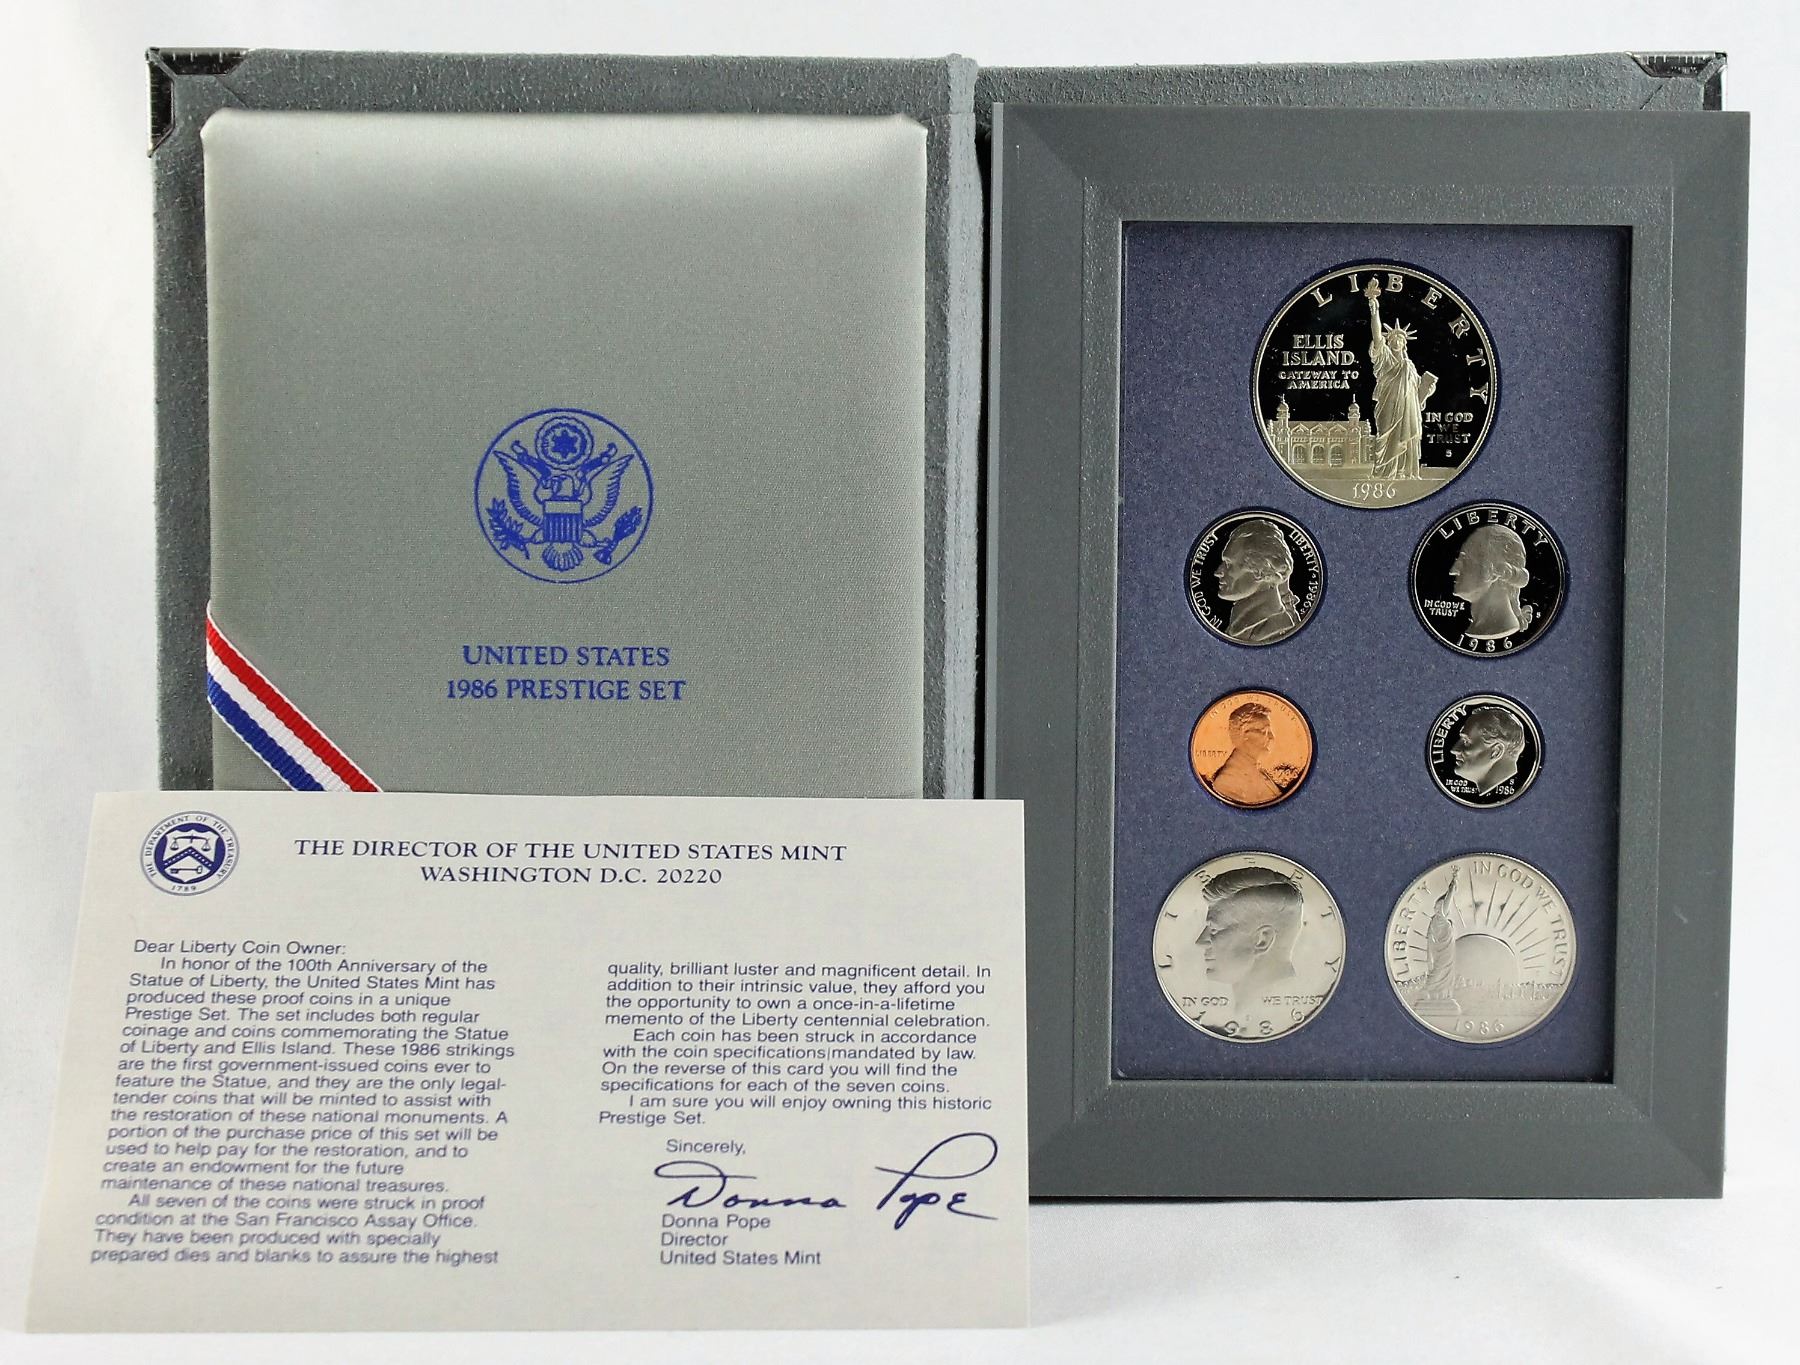 UNITED STATES
1986 PRESTIGE SET
THE DEPARTMENT OF THE TREASURY
1789
THE DIRECTOR OF THE UNITED STATES MINT
WASHINGTON D.C. 20220
Dear Liberty Coin Owner:
In honor of the 100th Anniversary of the
Statue of Liberty, the United States Mint has
produced these proof coins in a unique
Prestige Set. The set includes both regular
coinage and coins commemorating the Statue
of Liberty and Ellis Island. These 1986 strikings
are the first government-issued coins ever to
feature the Statue, and they are the only legal-
tender coins that will be minted to assist with
the restoration of these national monuments. A
portion of the purchase price of this set will be
used to help pay for the restoration, and to
create an endowment for the future
maintenance of these national treasures.
All seven of the coins were struck in proof
condition at the San Francisco Assay Office.
They have been produced with specially
prepared dies and blanks to assure the highest
quality, brilliant luster and magnificent detail. In
addition to their intrinsic value, they afford you
the opportunity to own a once-in-a-lifetime
memento of the Liberty centennial celebration.
Each coin has been struck in accordance
with the coin specifications mandated by law.
On the reverse of this card you will find the
specifications for each of the seven coins.
I am sure you will enjoy owning this historic
Prestige Set.
Sincerely,
Donna Pope
Donna Pope
Director
United States Mint
LIBERTY
ELLIS
ISLAND
GATEWAY TO
AMERICA
IN GOD
WE
TRUST
S
1986
IN GOD WE TRUST
LIBERTY 1986
S
LIBERTY
IN GOD WE
TRUST
S
1986
IN GOD WE TRUST
LIBERTY
1986
LIBERTY
IN GOD
WE TRUST
S
1986
LIBERTY
IN GOD WE TRUST
1986
LIBERTY
IN GOD WE TRUST
1986